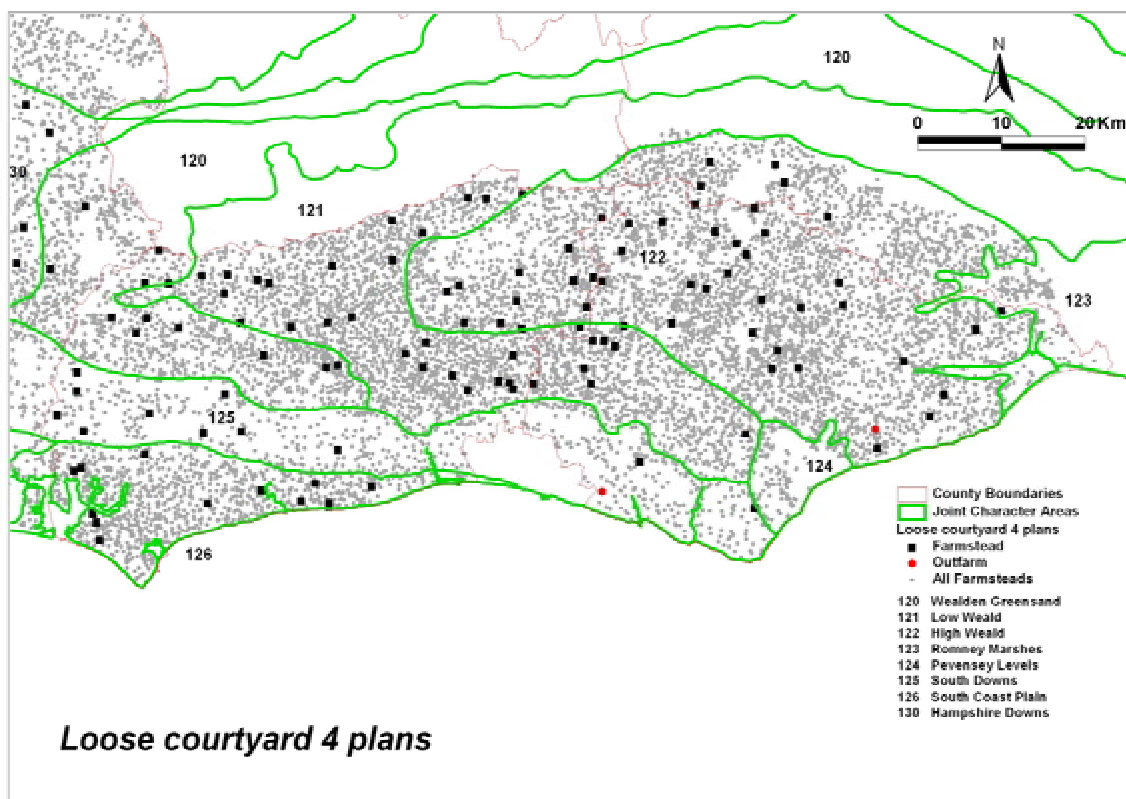 120
N
0 10 20 Km
30
120
121
122
123
125
124
126
County Boundaries
Joint Character Areas
Loose courtyard 4 plans
Farmstead
Outfarm
All Farmsteads
120 Wealden Greensand
121 Low Weald
122 High Weald
123 Romney Marshes
124 Pevensey Levels
125 South Downs
126 South Coast Plain
130 Hampshire Downs
Loose courtyard 4 plans